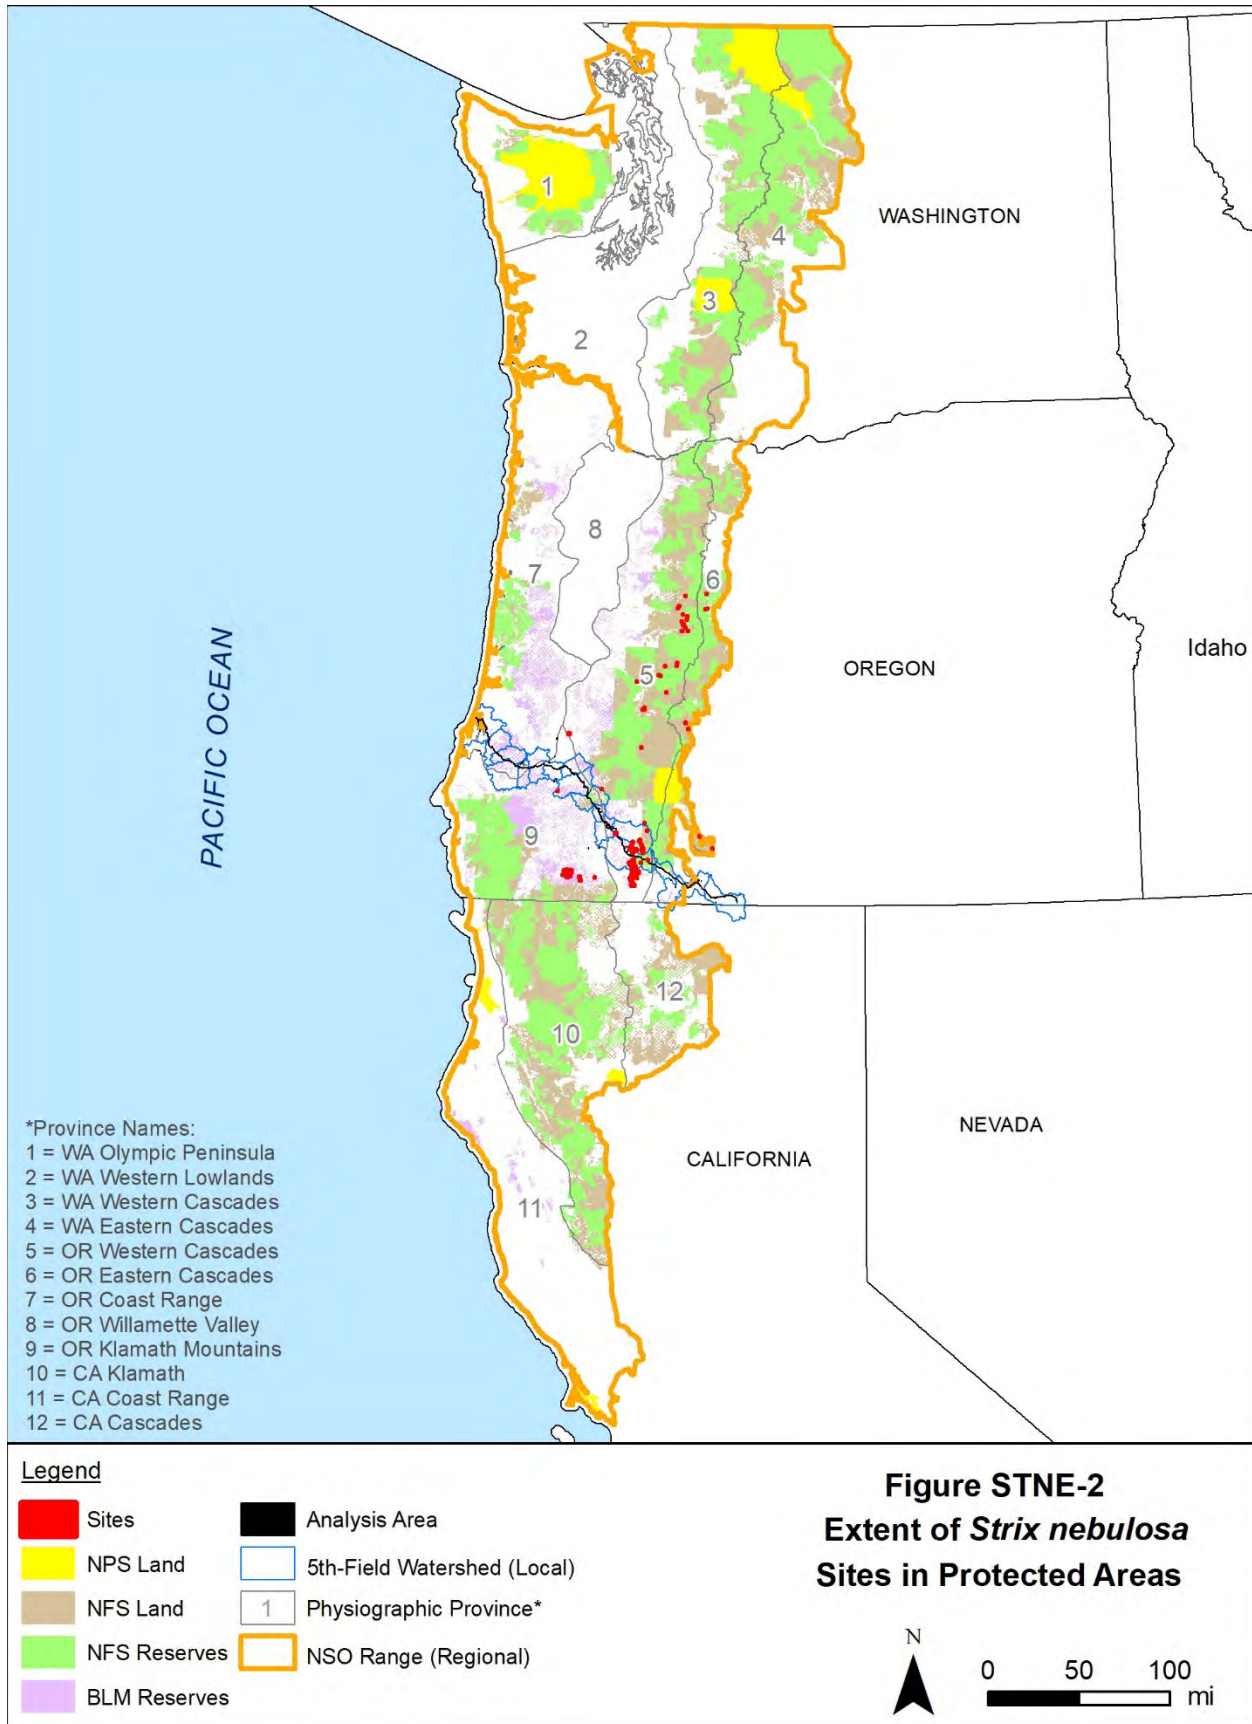 WASHINGTON
1
4
3
2
8
7
6
5
Idaho
OREGON
PACIFIC OCEAN
9
12
10
NEVADA
CALIFORNIA
11
*Province Names:
1 = WA Olympic Peninsula
2 = WA Western Lowlands
3 = WA Western Cascades
4 = WA Eastern Cascades
5 = OR Western Cascades
6 = OR Eastern Cascades
7 = OR Coast Range
8 = OR Willamette Valley
9 = OR Klamath Mountains
10 = CA Klamath
11 = CA Coast Range
12 = CA Cascades
Legend
Sites
NPS Land
NFS Land
NFS Reserves
BLM Reserves
Analysis Area
5th-Field Watershed (Local)
1 Physiographic Province*
NSO Range (Regional)
Figure STNE-2
Extent of Strix nebulosa
Sites in Protected Areas
N
0 50 100
mi